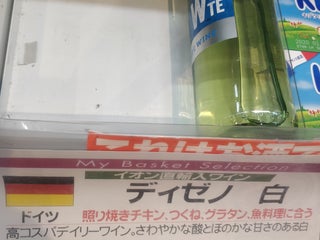 WTE
WIN
これはお酒で
My Basket Selection
イオン直輸入ワイン
ディゼノ 白
ドイツ
照り焼きチキン、つくね、グラタン、魚料理に合う
高コスパデイリーワイン。さわやかな酸とほのかな甘さのある白